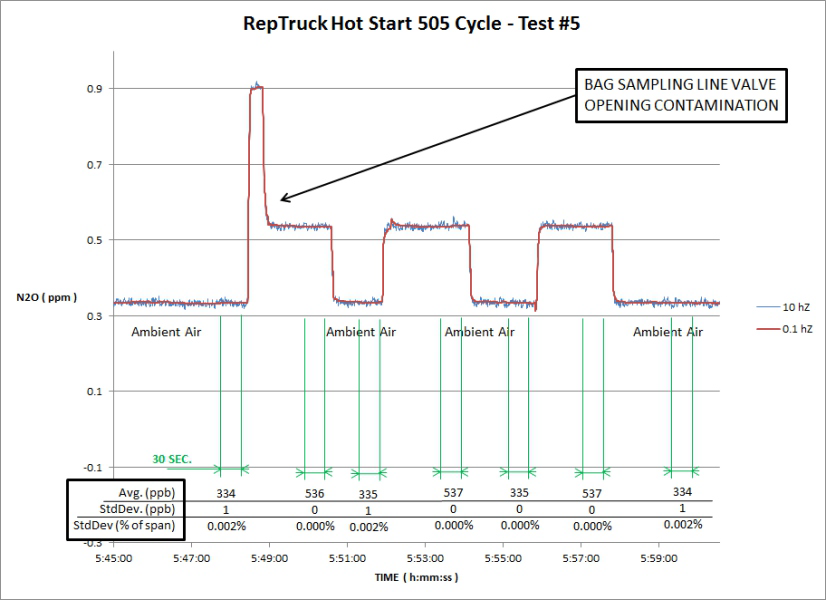 RepTruck Hot Start 505 Cycle - Test #5
BAG SAMPLING LINE VALVE
OPENING CONTAMINATION
0.9
0.7
0.5
N2O ( ppm )
0.3
0.1
-0.1
-0.3
10 hZ
0.1 hZ
Ambient Air Ambient Air Ambient Air Ambient Air
30 SEC.
Avg. (ppb) 334 536 335 537 335 537 334
StdDev. (ppb) 1 0 1 0 0 0 1
StdDev (% of span) 0.002% 0.000% 0.002% 0.000% 0.000% 0.000% 0.002%
5:45:00 5:47:00 5:49:00 5:51:00 5:53:00 5:55:00 5:57:00 5:59:00
TIME ( h:mm:ss )